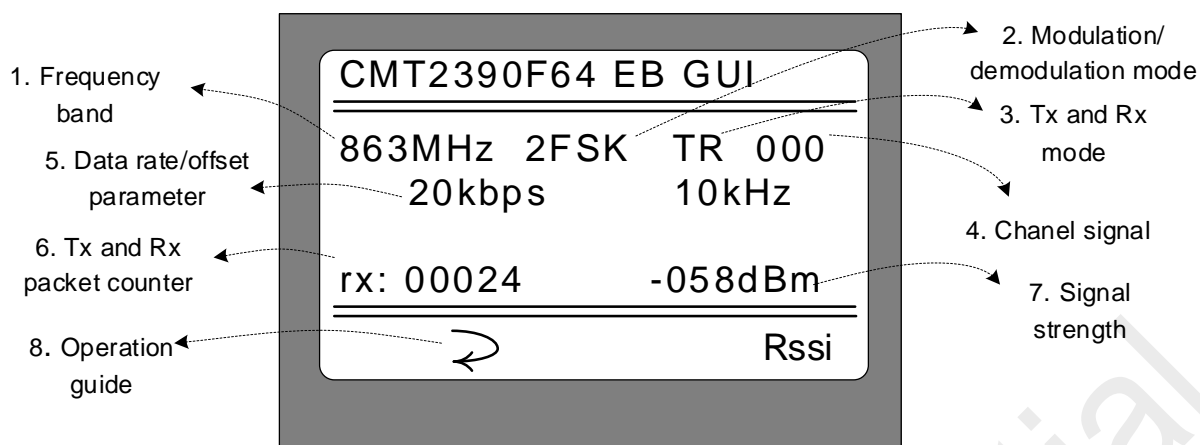 CMT2390F64 EB GUI
863MHz 2FSK TR 000
20kbps 10kHz
rx: 00024 -058dBm
Rssi
1. Frequency
band
5. Data rate/offset
parameter
6. Tx and Rx
packet counter
8. Operation
guide
2. Modulation/
demodulation mode
3. Tx and Rx
mode
4. Chanel signal
7. Signal
strength